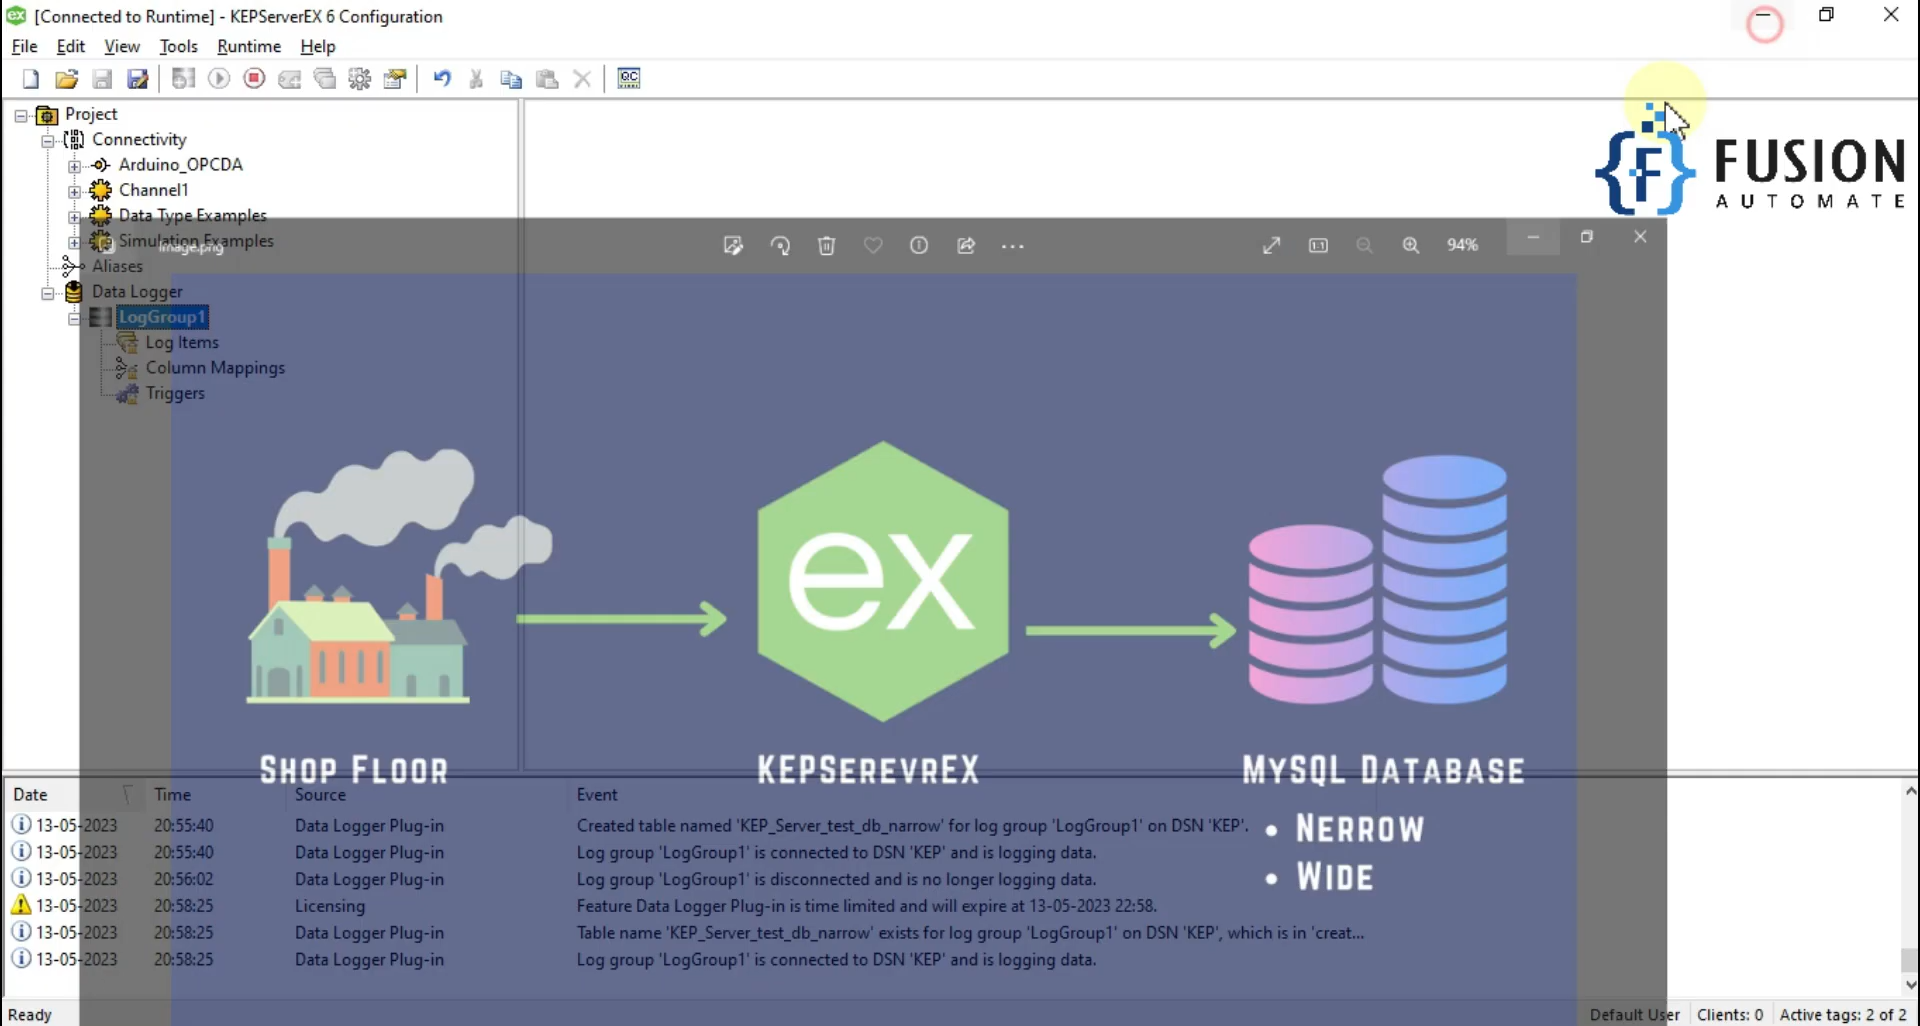 [Connected to Runtime] - KEPServerEX 6 Configuration
File Edit View Tools Runtime Help
QC
Project
Connectivity
Arduino_OPCDA
Channel1
Data Type Examples
Simulation Examples
Aliases
Data Logger
LogGroup1
Log Items
Column Mappings
Triggers
FUSION
AUTOMATE
image.png
94%
ex
SHOP FLOOR
KEPSEREVREX
MYSQL DATABASE
• NERROW
• WIDE
Date Time Source Event
13-05-2023 20:55:40 Data Logger Plug-in Created table named 'KEP_Server_test_db_narrow' for log group 'LogGroup1' on DSN 'KEP'.
13-05-2023 20:55:40 Data Logger Plug-in Log group 'LogGroup1' is connected to DSN 'KEP' and is logging data.
13-05-2023 20:56:02 Data Logger Plug-in Log group 'LogGroup1' is disconnected and is no longer logging data.
13-05-2023 20:58:25 Licensing Feature Data Logger Plug-in is time limited and will expire at 13-05-2023 22:58.
13-05-2023 20:58:25 Data Logger Plug-in Table name 'KEP_Server_test_db_narrow' exists for log group 'LogGroup1' on DSN 'KEP', which is in 'creat...
13-05-2023 20:58:25 Data Logger Plug-in Log group 'LogGroup1' is connected to DSN 'KEP' and is logging data.
Ready Default User Clients: 0 Active tags: 2 of 2